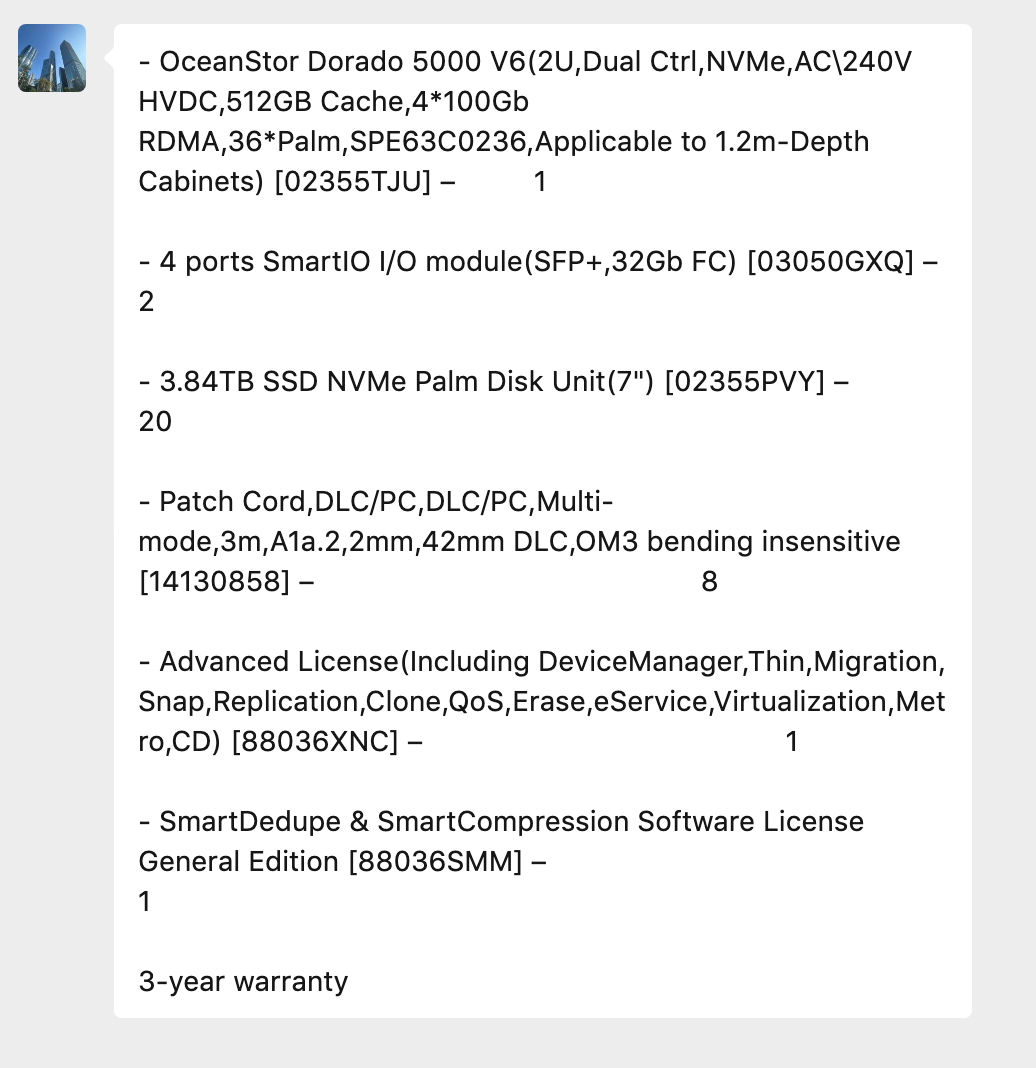 - OceanStor Dorado 5000 V6(2U,Dual Ctrl,NVMe,AC\240V
HVDC,512GB Cache,4*100Gb
RDMA,36*Palm,SPE63C0236,Applicable to 1.2m-Depth
Cabinets) [02355TJU] – 1
- 4 ports SmartIO I/O module(SFP+,32Gb FC) [03050GXQ] –
2
- 3.84TB SSD NVMe Palm Disk Unit(7") [02355PVY] –
20
- Patch Cord,DLC/PC,DLC/PC,Multi-
mode,3m,A1a.2,2mm,42mm DLC,OM3 bending insensitive
[14130858] – 8
- Advanced License(Including DeviceManager,Thin,Migration,
Snap,Replication,Clone,QoS,Erase,eService,Virtualization,Met
ro,CD) [88036XNC] – 1
- SmartDedupe & SmartCompression Software License
General Edition [88036SMM] –
1
3-year warranty